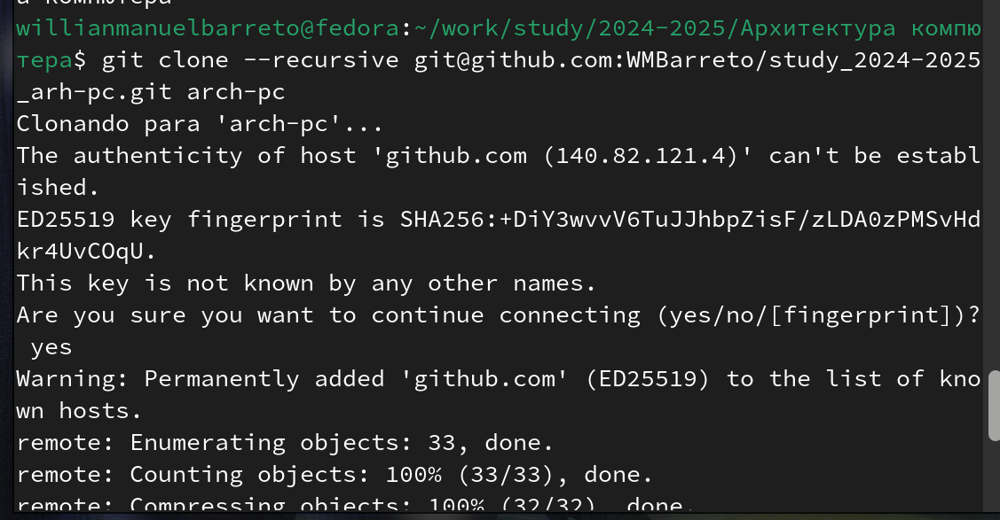 а компьютера
willianmanuelbarreto@fedora:~/work/study/2024-2025/Архитектура компю
тера$ git clone --recursive git@github.com:WMBarreto/study_2024-2025
_arh-pc.git arch-pc
Clonando para 'arch-pc'...
The authenticity of host 'github.com (140.82.121.4)' can't be establ
ished.
ED25519 key fingerprint is SHA256:+DiY3wvvV6TuJJhbpZisF/zLDA0zPMSvHd
kr4UvCOqU.
This key is not known by any other names.
Are you sure you want to continue connecting (yes/no/[fingerprint])?
 yes
Warning: Permanently added 'github.com' (ED25519) to the list of kno
wn hosts.
remote: Enumerating objects: 33, done.
remote: Counting objects: 100% (33/33), done.
remote: Compressing objects: 100% (32/32), done.